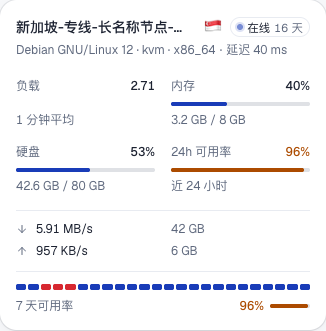 新加坡-专线-长名称节点-... 🇸🇬 在线 16 天
Debian GNU/Linux 12 · kvm · x86_64 · 延迟 40 ms
负载 2.71 内存 40%
1 分钟平均 3.2 GB / 8 GB
硬盘 53% 24h 可用率 96%
42.6 GB / 80 GB 近 24 小时
↓ 5.91 MB/s 42 GB
↑ 957 KB/s 6 GB
7 天可用率 96%